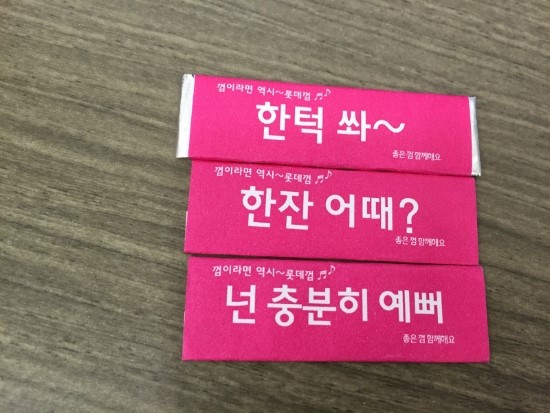 껌이라면 역시~롯데껌
한턱 쏴~
좋은 껌 함께해요
껌이라면 역시~롯데껌
한잔 어때?
좋은 껌 함께해요
껌이라면 역시~롯데껌
넌 충분히 예뻐
좋은 껌 함께해요